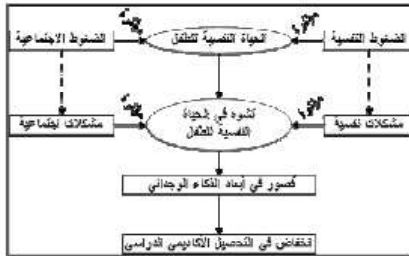 الضغوط النفسية
الحياة النفسية للطفل
الضغوط الاجتماعية
مشكلات نفسية
تشوه في الحياة
النفسية للطفل
مشكلات اجتماعية
قصور في أبعاد الذكاء الوجداني
انخفاض في التحصيل الأكاديمي الدراسي